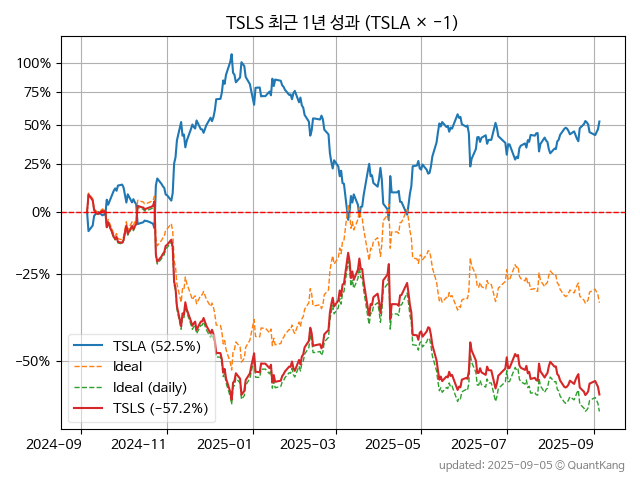 TSLS 최근 1년 성과 (TSLA × −1)
100%
75%
50%
25%
0%
−25%
−50%
TSLA (52.5%)
Ideal
Ideal (daily)
TSLS (−57.2%)
2024-09 2024-11 2025-01 2025-03 2025-05 2025-07 2025-09
updated: 2025-09-05 © QuantKang